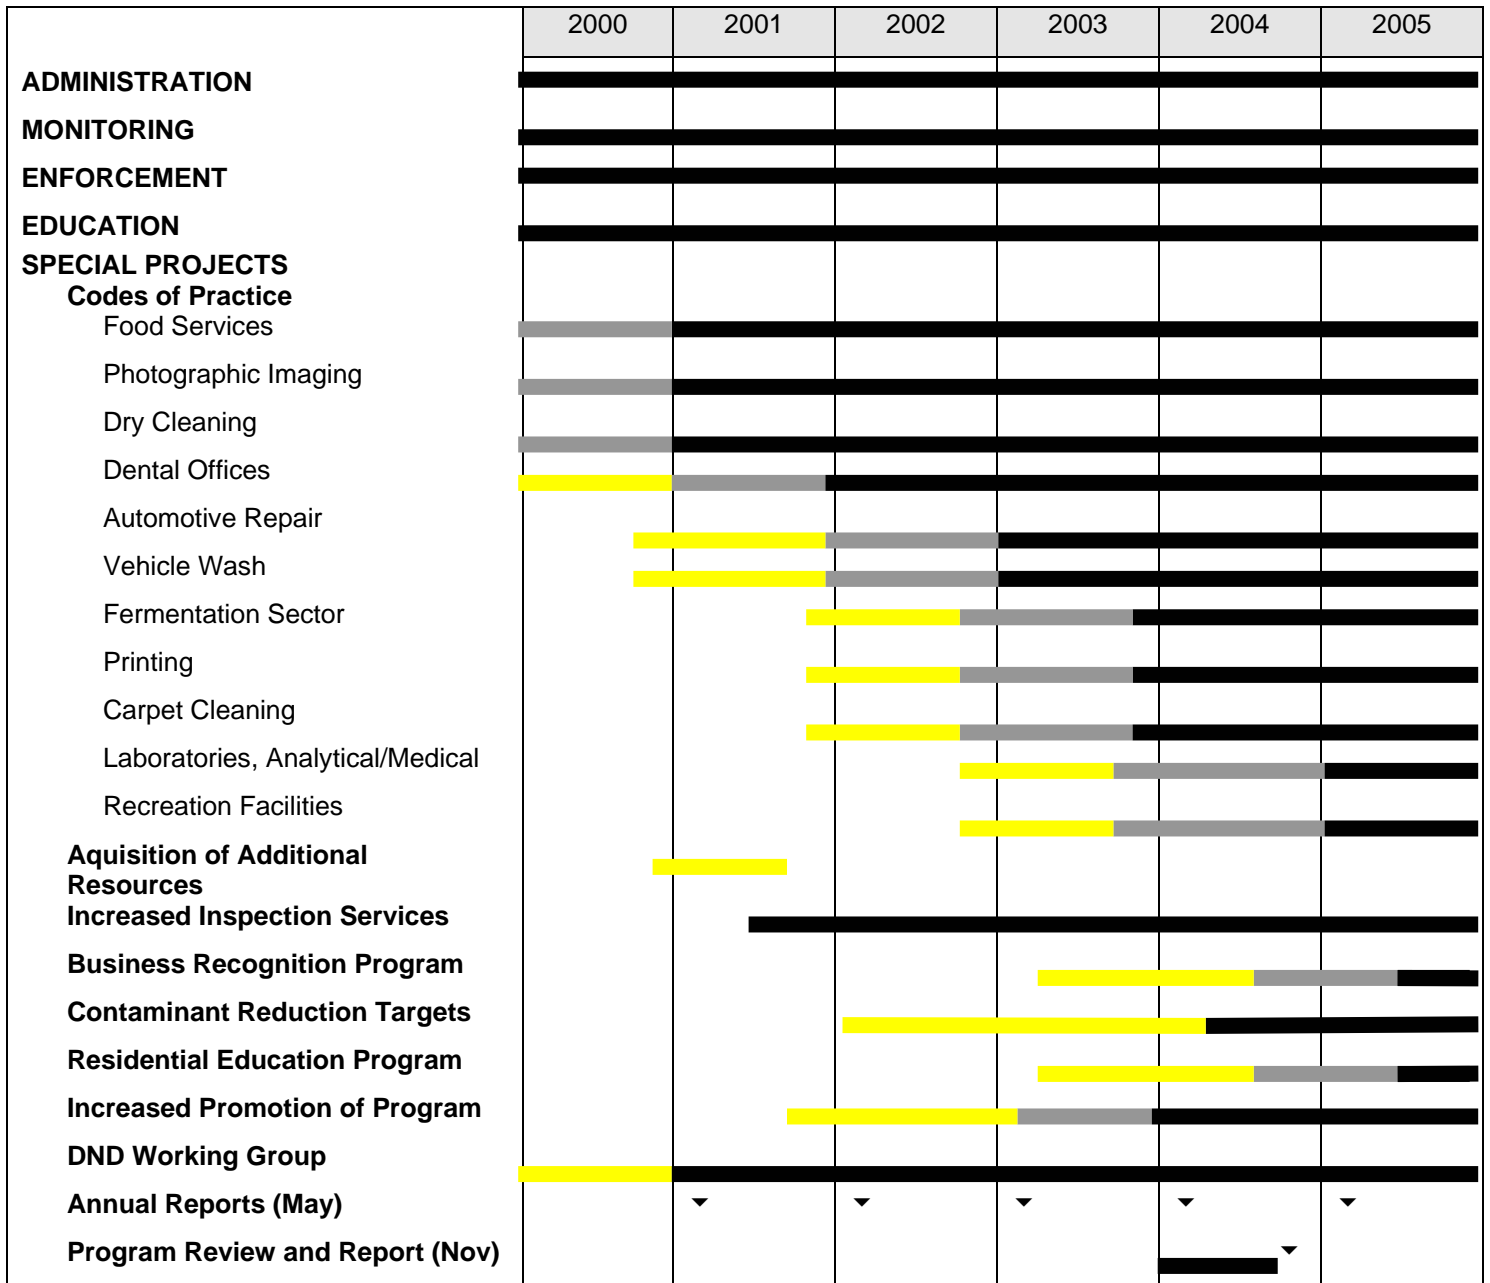 2000 2001 2002 2003 2004 2005
ADMINISTRATION
MONITORING
ENFORCEMENT
EDUCATION
SPECIAL PROJECTS
Codes of Practice
Food Services
Photographic Imaging
Dry Cleaning
Dental Offices
Automotive Repair
Vehicle Wash
Fermentation Sector
Printing
Carpet Cleaning
Laboratories, Analytical/Medical
Recreation Facilities
Aquisition of Additional
Resources
Increased Inspection Services
Business Recognition Program
Contaminant Reduction Targets
Residential Education Program
Increased Promotion of Program
DND Working Group
Annual Reports (May)
Program Review and Report (Nov)